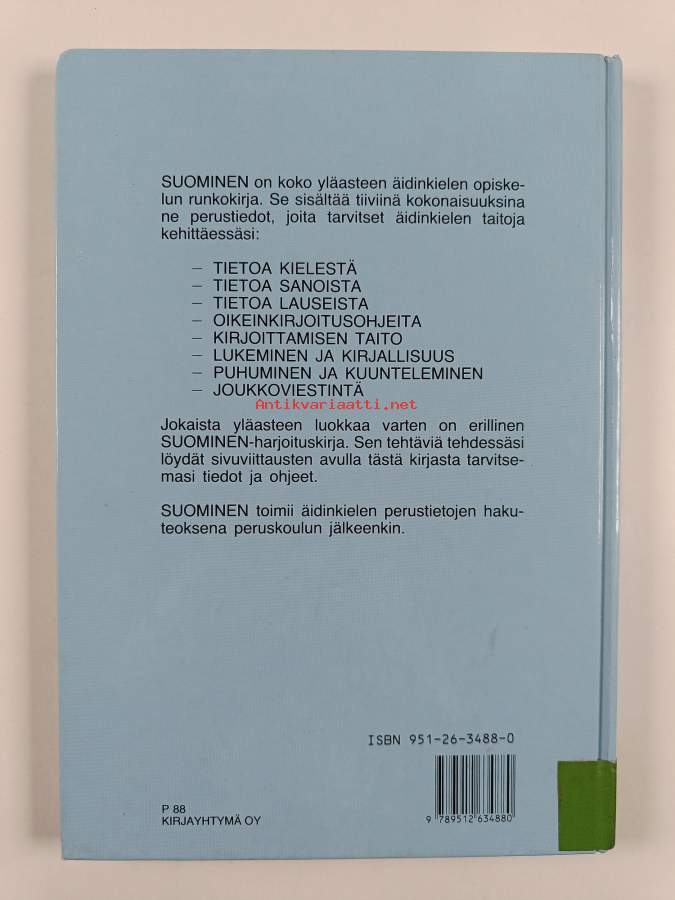 SUOMINEN on koko yläasteen äidinkielen opiske-
lun runkokirja. Se sisältää tiiviinä kokonaisuuksina
ne perustiedot, joita tarvitset äidinkielen taitoja
kehittäessäsi:
– TIETOA KIELESTÄ
– TIETOA SANOISTA
– TIETOA LAUSEISTA
– OIKEINKIRJOITUSOHJEITA
– KIRJOITTAMISEN TAITO
– LUKEMINEN JA KIRJALLISUUS
– PUHUMINEN JA KUUNTELEMINEN
– JOUKKOVIESTINTÄ
Antikvariaatti.net
Jokaista yläasteen luokkaa varten on erillinen
SUOMINEN-harjoituskirja. Sen tehtäviä tehdessäsi
löydät sivuviittausten avulla tästä kirjasta tarvitse-
masi tiedot ja ohjeet.
SUOMINEN toimii äidinkielen perustietojen haku-
teoksena peruskoulun jälkeenkin.
ISBN 951-26-3488-0
9 789512 634880
P 88
KIRJAYHTYMÄ OY